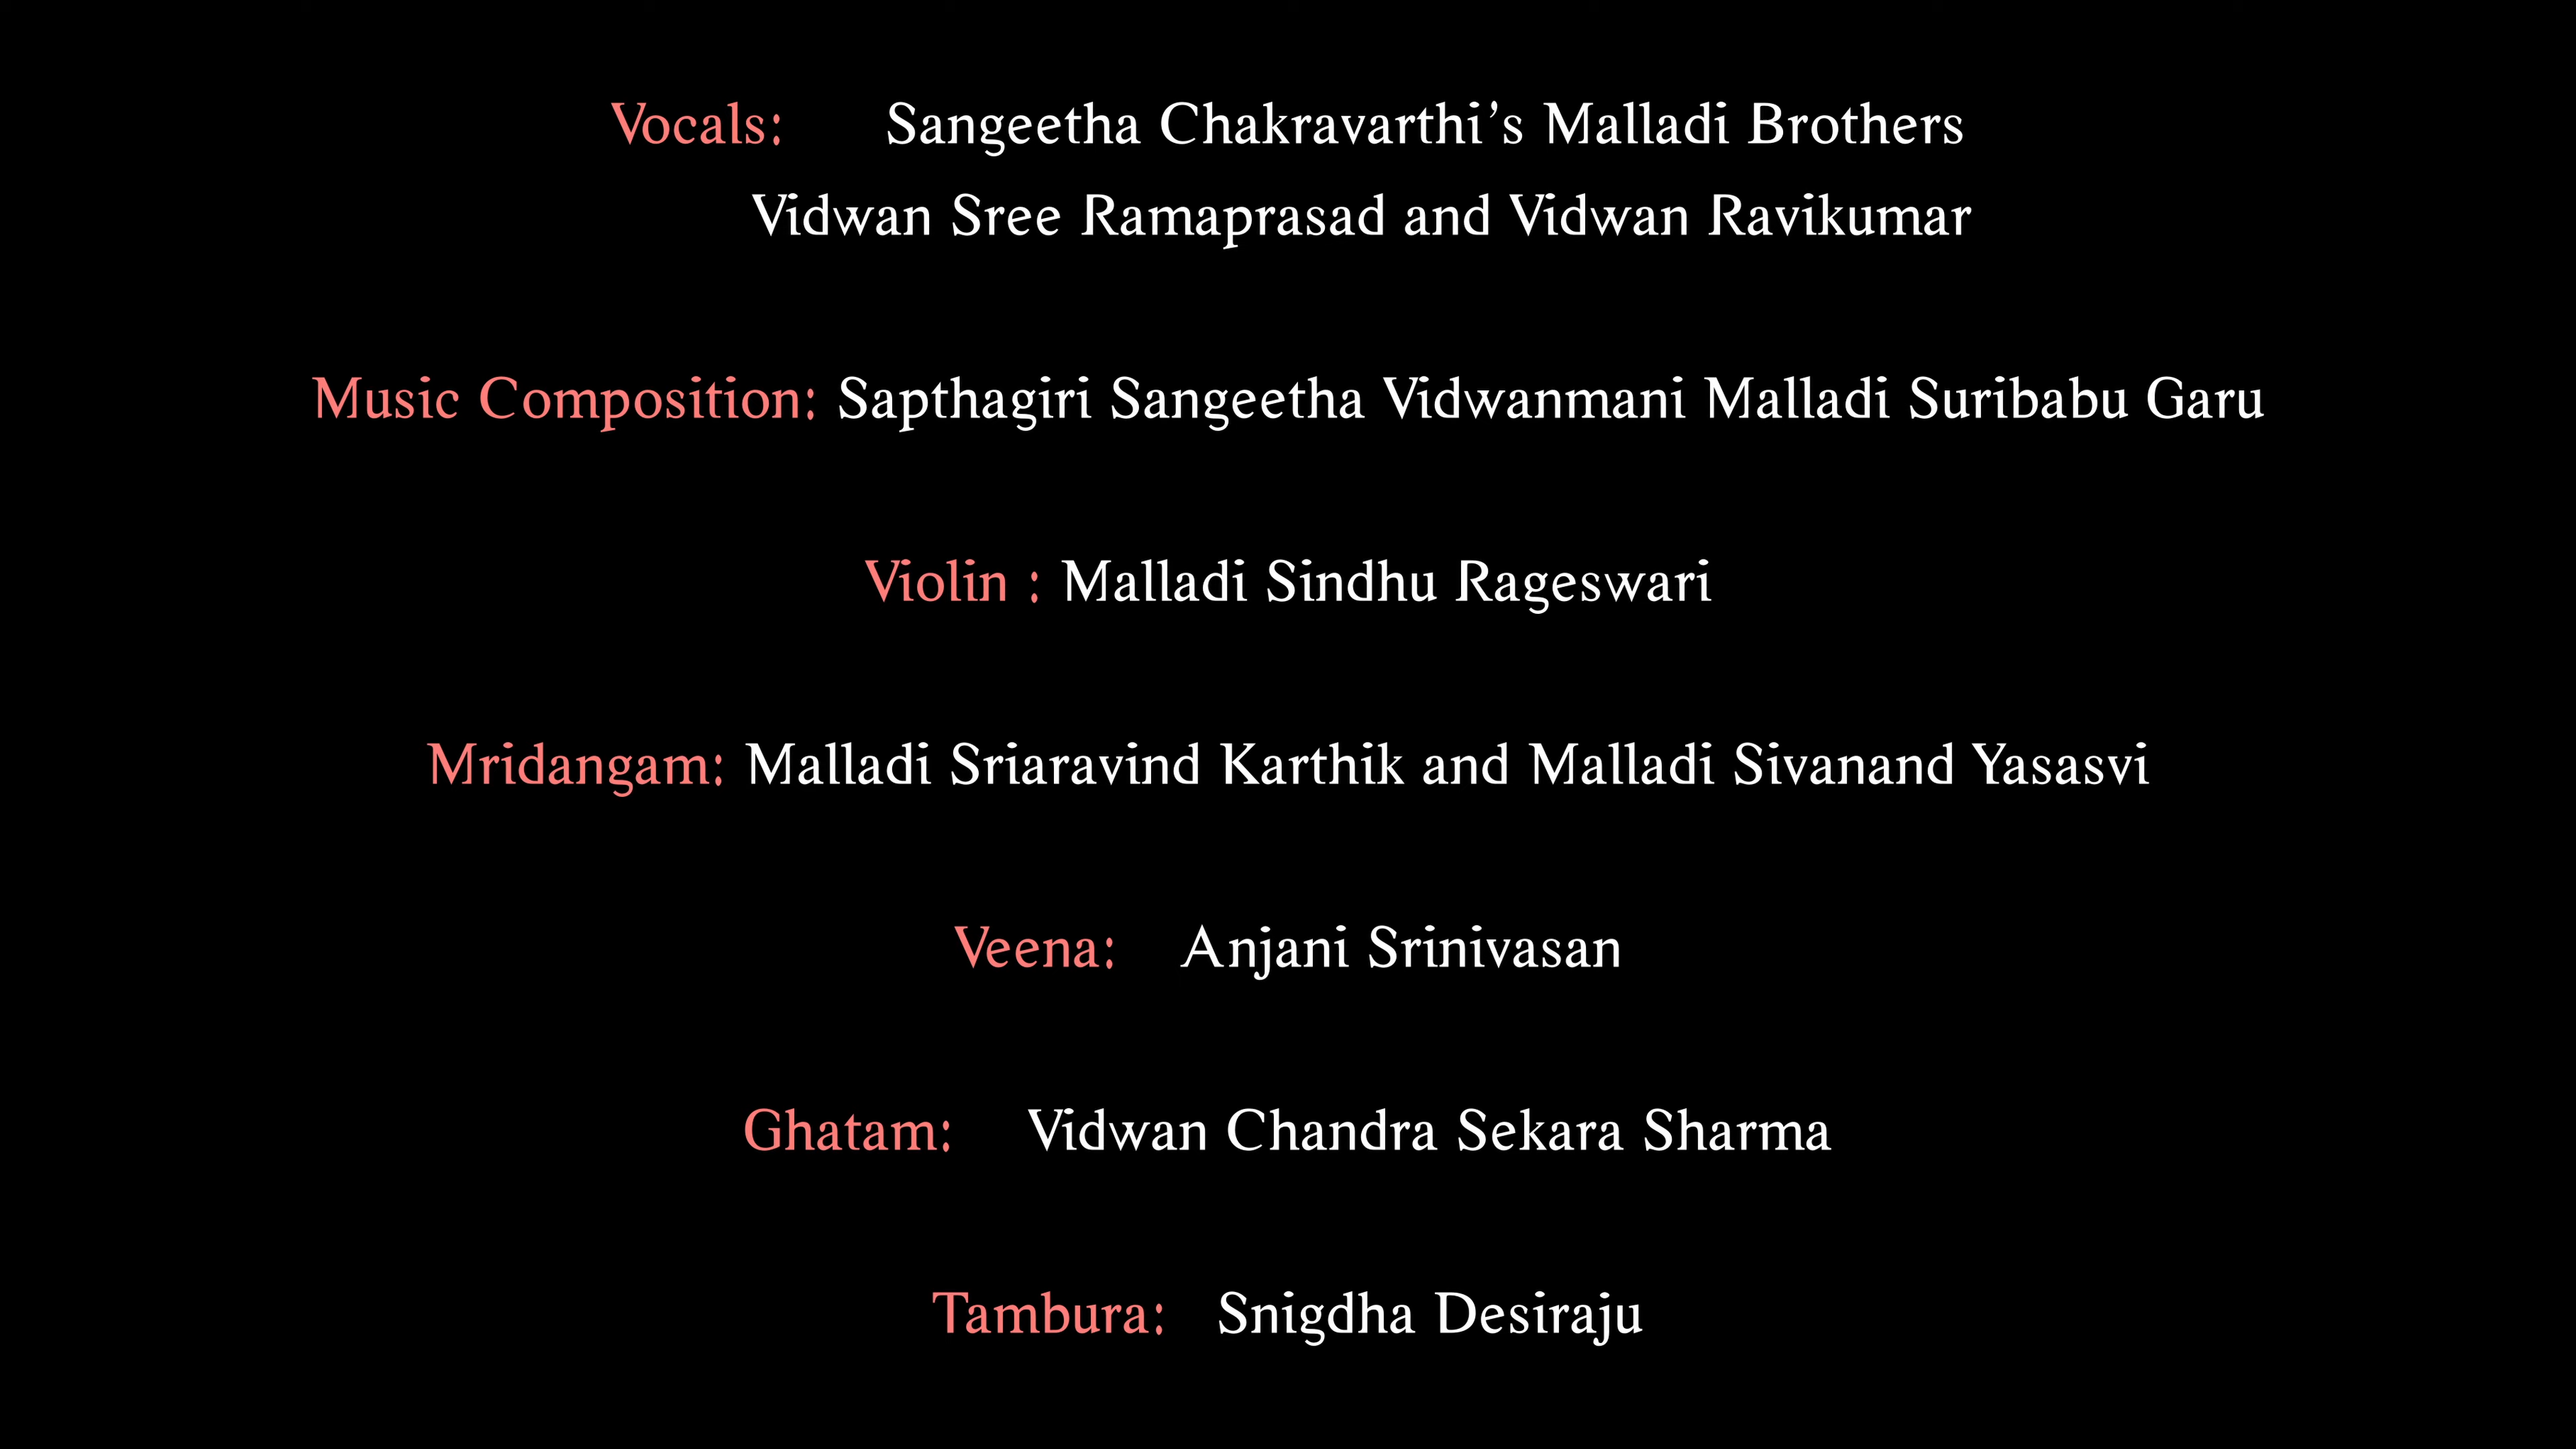 Vocals: Sangeetha Chakravarthi’s Malladi Brothers
Vidwan Sree Ramaprasad and Vidwan Ravikumar
Music Composition: Sapthagiri Sangeetha Vidwanmani Malladi Suribabu Garu
Violin : Malladi Sindhu Rageswari
Mridangam: Malladi Sriaravind Karthik and Malladi Sivanand Yasasvi
Veena: Anjani Srinivasan
Ghatam: Vidwan Chandra Sekara Sharma
Tambura: Snigdha Desiraju